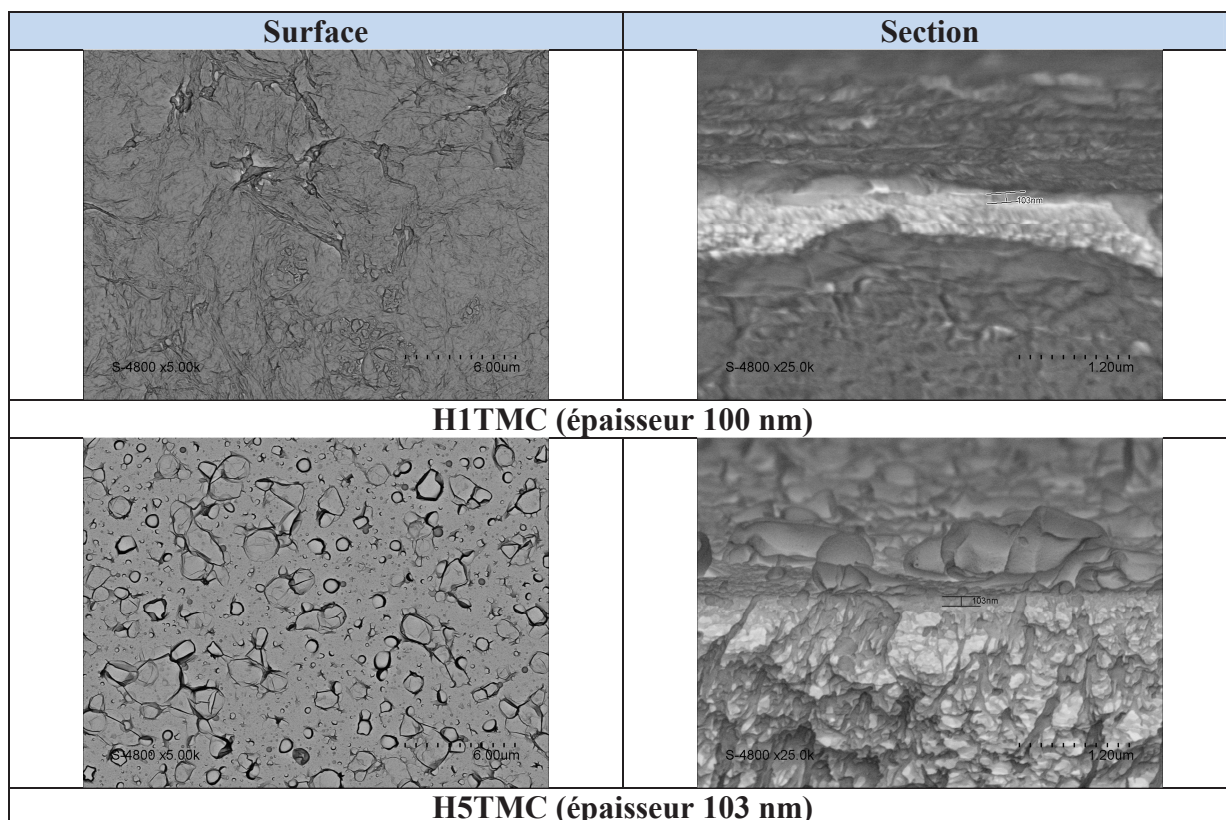 Surface Section
S-4800 x5.00k 6.00um
103nm
S-4800 x25.0k 1.20um
H1TMC (épaisseur 100 nm)
S-4800 x5.00k 6.00um
103nm
S-4800 x25.0k 1.20um
H5TMC (épaisseur 103 nm)